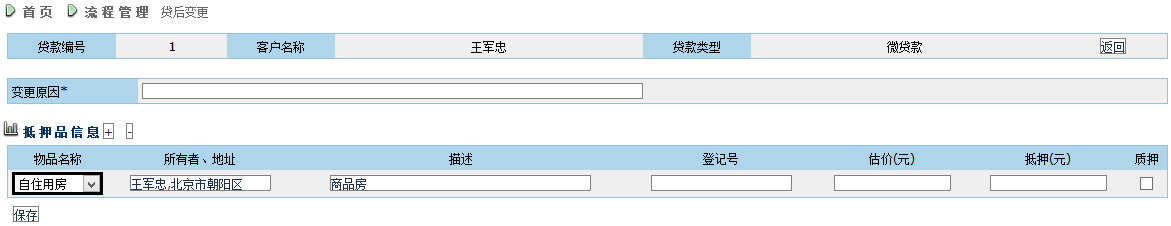 首页 流程管理 贷后变更
贷款编号 1 客户名称 王军忠 贷款类型 微贷款 返回
变更原因*
抵押品信息 + -
物品名称 所有者、地址 描述 登记号 估价(元) 抵押(元) 质押
自住用房 王军忠,北京市朝阳区 商品房
保存